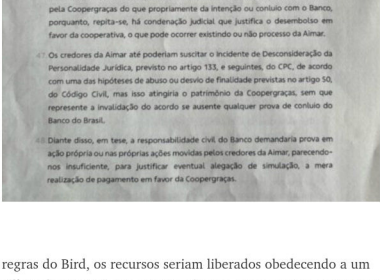 pela Coopergraças do que propriamente da intenção ou conluio com o Banco,
porquanto, repita-se, há condenação judicial que justifica o desembolso em
favor da cooperativa, o que pode ocorrer existindo ou não processo da Aimar.
Os credores da Aimar até poderiam suscitar o Incidente de Desconsideração da
Personalidade Jurídica, previsto no artigo 133, e seguintes, do CPC, de acordo
com uma das hipóteses de abuso ou desvio de finalidade previstas no artigo 50,
do Código Civil, mas isso atingiria o patrimônio da Coopergraças, sem que
represente a invalidação do acordo se ausente qualquer prova de conluio do
Banco do Brasil.
Diante disso, em tese, a responsabilidade civil do Banco demandaria prova em
ação própria ou nas próprias ações movidas pelos credores da Aimar, parecendo-
nos insuficiente, para justificar eventual alegação de simulação, a mera
realização de pagamento em favor da Coopergraças.
regras do Bird, os recursos seriam liberados obedecendo a um